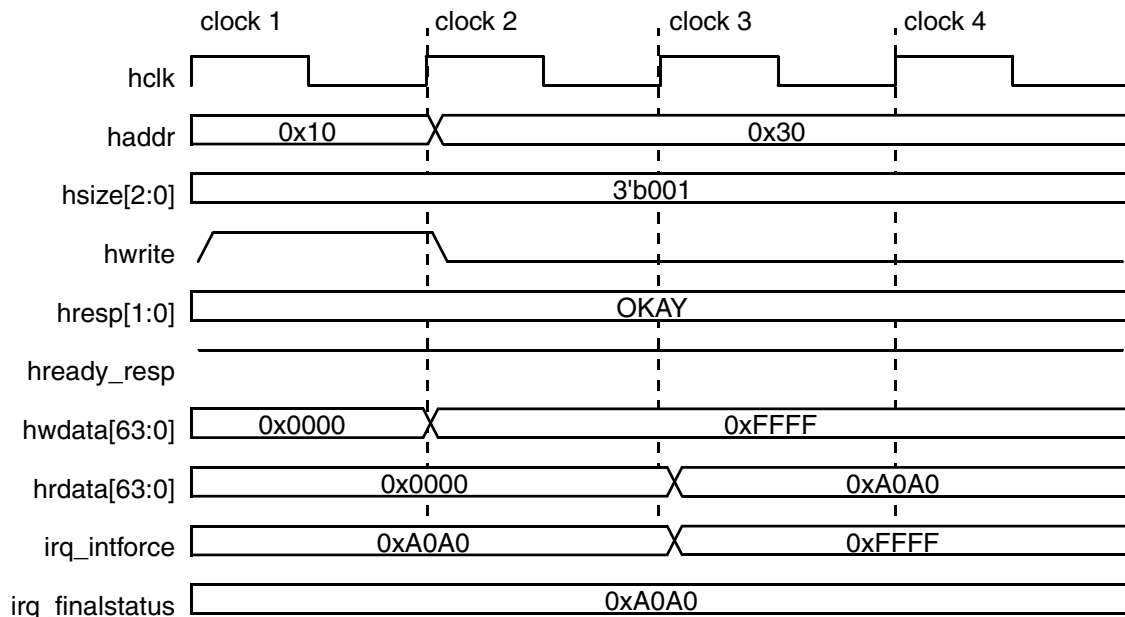 clock 1 clock 2 clock 3 clock 4
hclk
haddr 0x10 0x30
hsize[2:0] 3'b001
hwrite
hresp[1:0] OKAY
hready_resp
hwdata[63:0] 0x0000 0xFFFF
hrdata[63:0] 0x0000 0xA0A0
irq_intforce 0xA0A0 0xFFFF
irq_finalstatus 0xA0A0